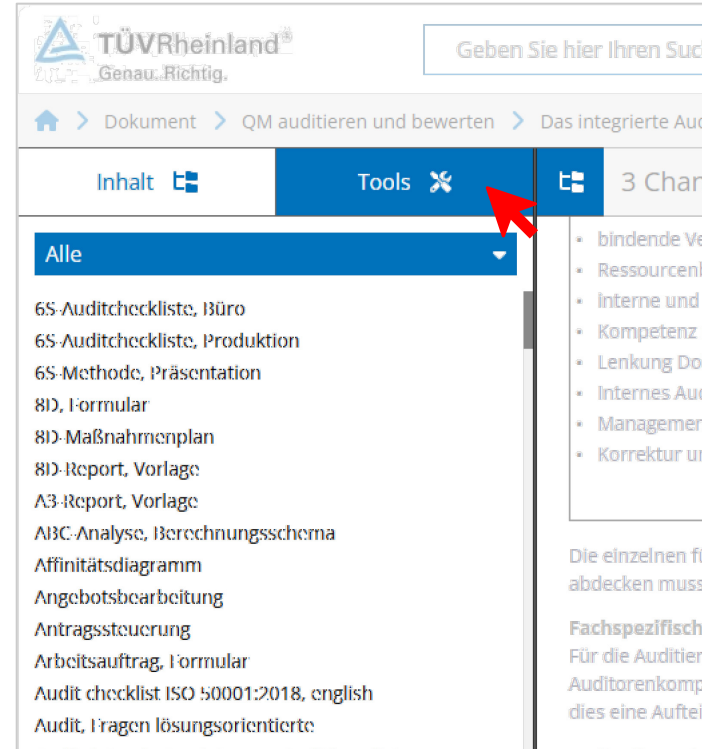 TÜVRheinland®
Genau. Richtig.
Geben Sie hier Ihren Suc
Dokument > QM auditieren und bewerten > Das integrierte Aud
Inhalt
Tools
3 Char
Alle
6S-Auditcheckliste, Büro
6S-Auditcheckliste, Produktion
6S-Methode, Präsentation
8D, Formular
8D-Maßnahmenplan
8D-Report, Vorlage
A3-Report, Vorlage
ABC-Analyse, Berechnungsschema
Affinitätsdiagramm
Angebotsbearbeitung
Antragssteuerung
Arbeitsauftrag, Formular
Audit checklist ISO 50001:2018, english
Audit, Fragen lösungsorientierte
bindende Ve
Ressourcen
interne und
Kompetenz
Lenkung Do
Internes Aud
Managemen
Korrektur u
Die einzelnen f
abdecken muss
Fachspezifisch
Für die Auditier
Auditorenkomp
dies eine Auftei